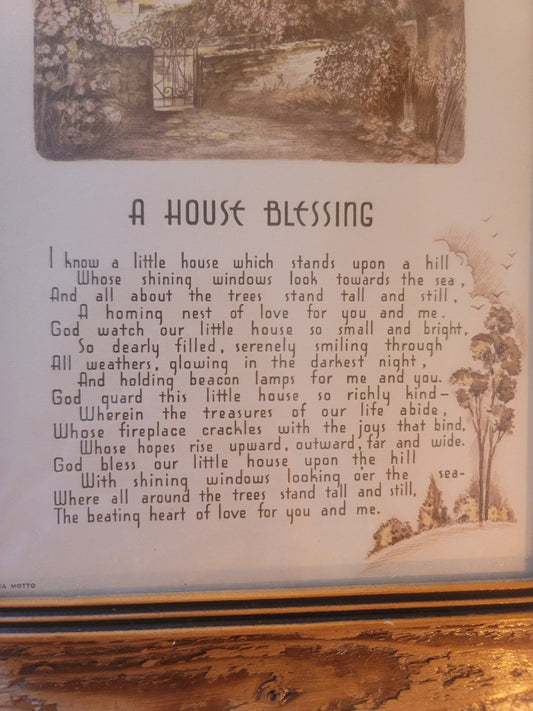 A HOUSE BLESSING
I know a little house which stands upon a hill
Whose shining windows look towards the sea,
And all about the trees stand tall and still,
A homing nest of love for you and me.
God watch our little house so small and bright,
So dearly filled, serenely smiling through
All weathers, glowing in the darkest night,
And holding beacon lamps for me and you.
God guard this little house so richly kind—
Wherein the treasures of our life abide,
Whose fireplace crackles with the joys that bind,
Whose hopes rise upward, outward, far and wide.
God bless our little house upon the hill
With shining windows looking o'er the sea-
Where all around the trees stand tall and still,
The beating heart of love for you and me.
MOTTO